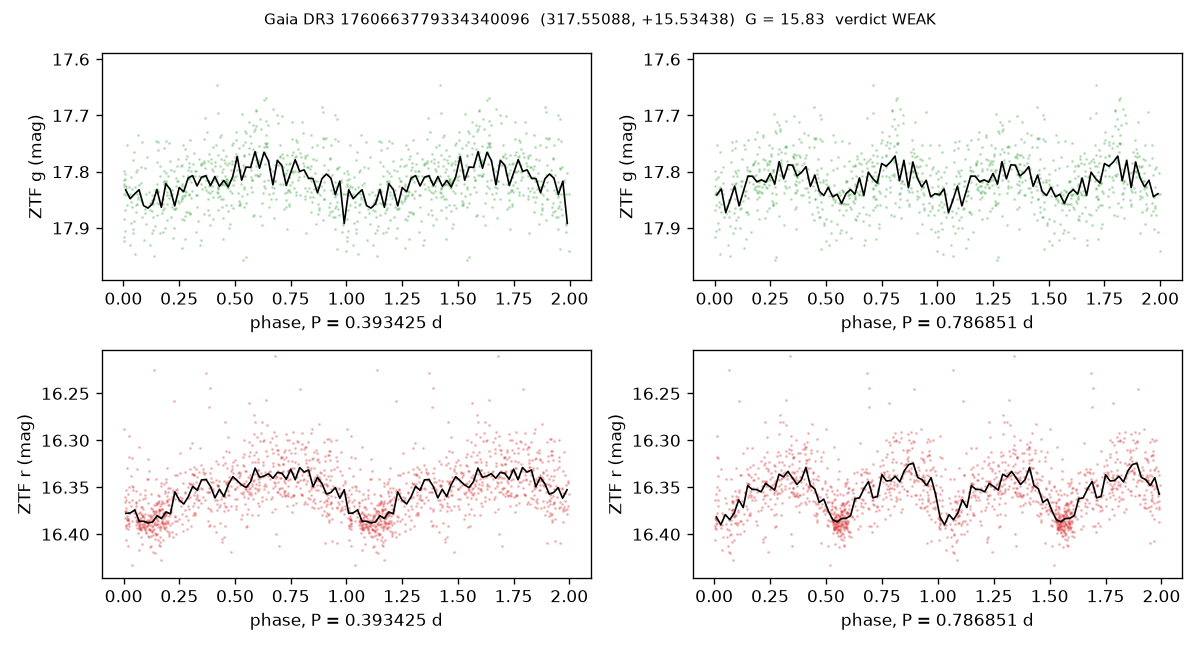 Gaia DR3 1760663779334340096  (317.55088, +15.53438)  G = 15.83  verdict WEAK
17.6
17.7
17.8
17.9
ZTF g (mag)
0.00 0.25 0.50 0.75 1.00 1.25 1.50 1.75 2.00
phase, P = 0.393425 d
17.6
17.7
17.8
17.9
ZTF g (mag)
0.00 0.25 0.50 0.75 1.00 1.25 1.50 1.75 2.00
phase, P = 0.786851 d
16.25
16.30
16.35
16.40
ZTF r (mag)
0.00 0.25 0.50 0.75 1.00 1.25 1.50 1.75 2.00
phase, P = 0.393425 d
16.25
16.30
16.35
16.40
ZTF r (mag)
0.00 0.25 0.50 0.75 1.00 1.25 1.50 1.75 2.00
phase, P = 0.786851 d